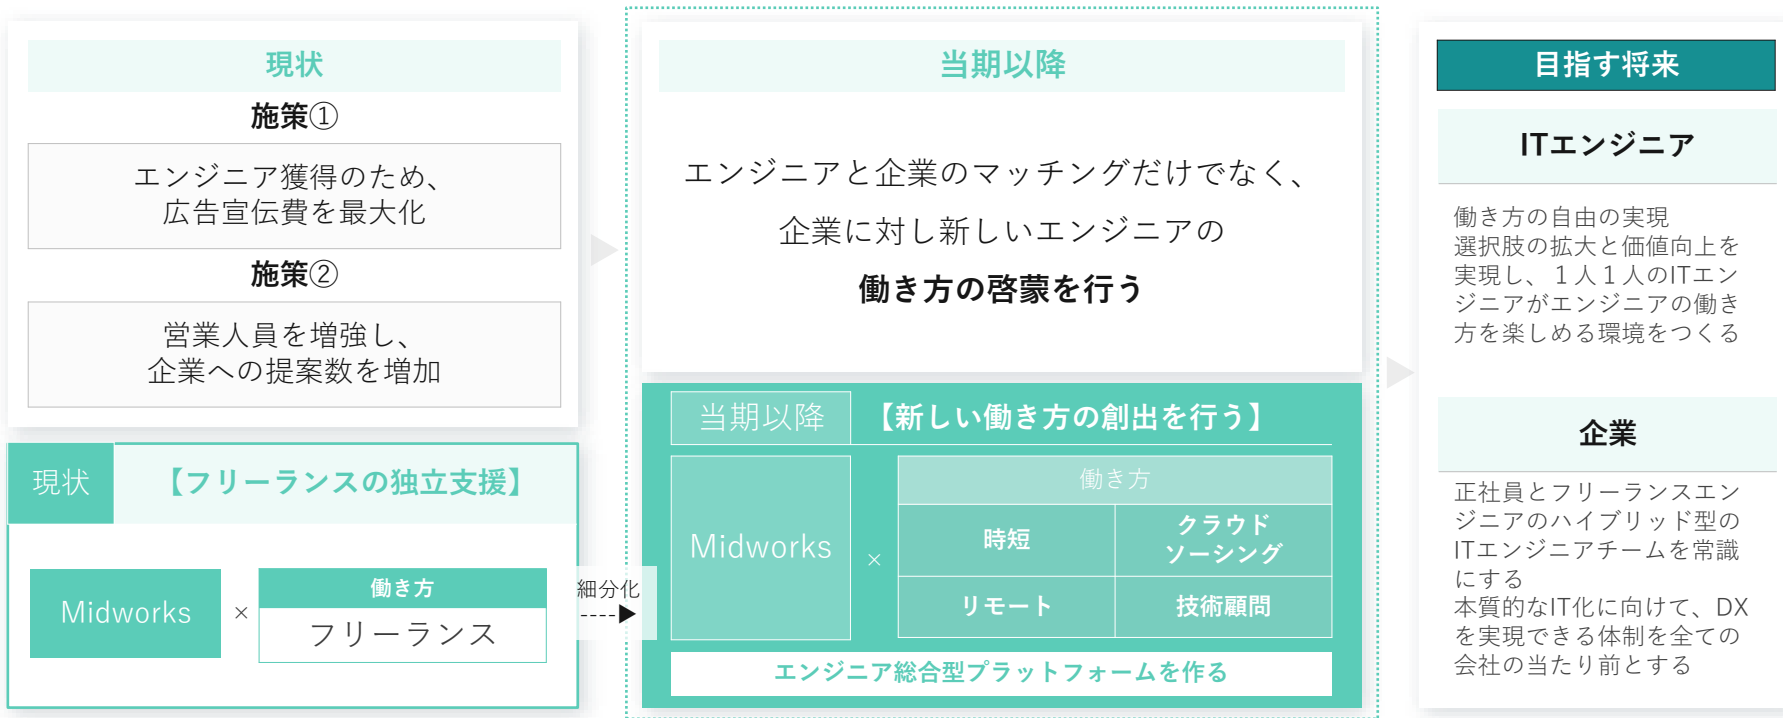 現状
施策①
エンジニア獲得のため、
広告宣伝費を最大化
施策②
営業人員を増強し、
企業への提案数を増加
現状
【フリーランスの独立支援】
Midworks
×
働き方
フリーランス
細分化
当期以降
エンジニアと企業のマッチングだけでなく、
企業に対し新しいエンジニアの
働き方の啓蒙を行う
当期以降
【新しい働き方の創出を行う】
Midworks
×
働き方
時短
クラウド
ソーシング
リモート
技術顧問
エンジニア総合型プラットフォームを作る
目指す将来
ITエンジニア
働き方の自由の実現
選択肢の拡大と価値向上を
実現し、１人１人のITエン
ジニアがエンジニアの働き
方を楽しめる環境をつくる
企業
正社員とフリーランスエン
ジニアのハイブリッド型の
ITエンジニアチームを常識
にする
本質的なIT化に向けて、DX
を実現できる体制を全ての
会社の当たり前とする